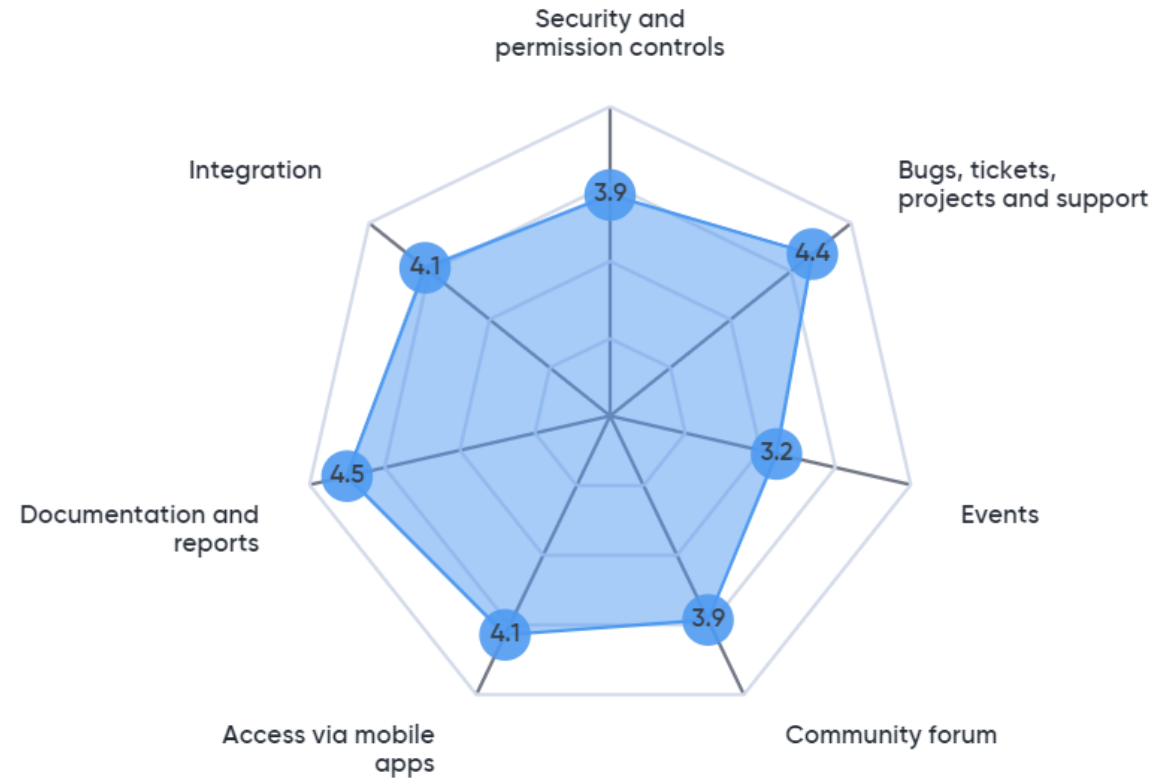 Security and
permission controls
Integration
Bugs, tickets,
projects and support
3.9
4.4
4.1
3.2
4.5
Documentation and
reports
Events
3.9
4.1
Access via mobile
apps
Community forum